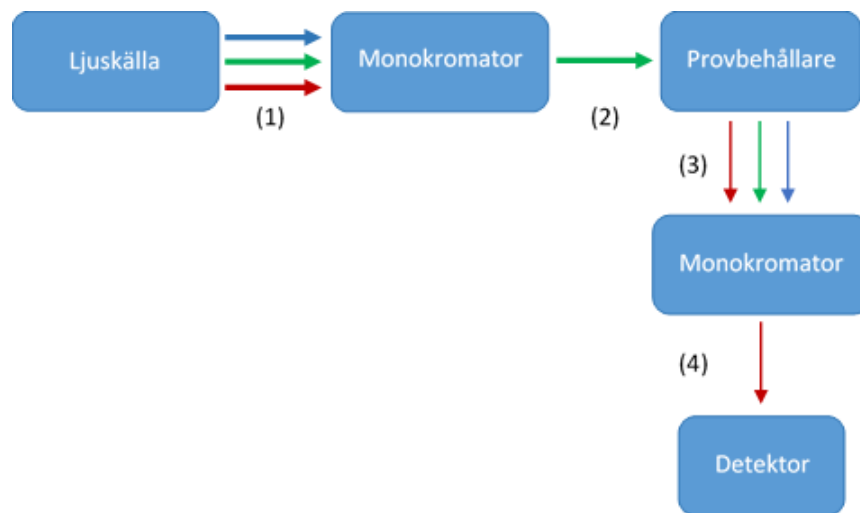 Ljuskälla
Monokromator
Provbehållare
(1)
(2)
(3)
Monokromator
(4)
Detektor